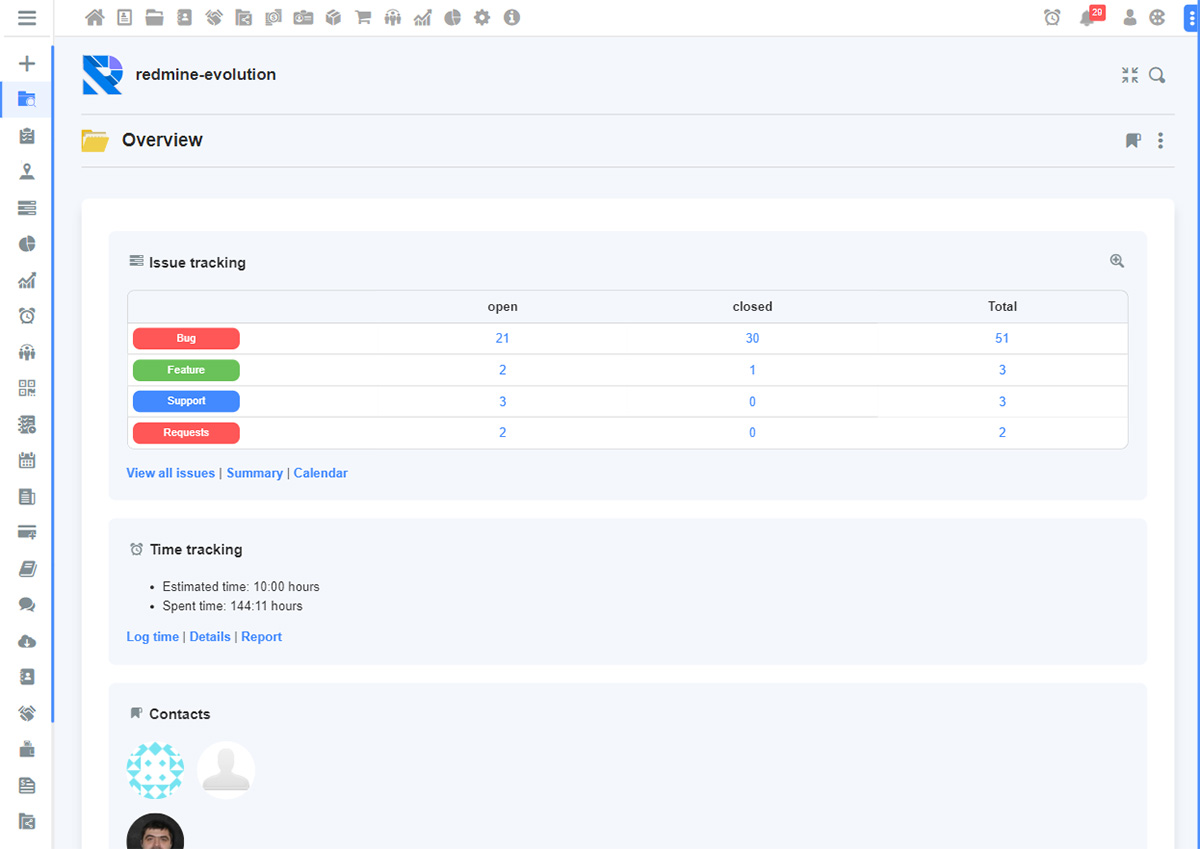 29
redmine-evolution
Overview
Issue tracking
open closed Total
Bug 21 30 51
Feature 2 1 3
Support 3 0 3
Requests 2 0 2
View all issues | Summary | Calendar
Time tracking
• Estimated time: 10:00 hours
• Spent time: 144:11 hours
Log time | Details | Report
Contacts